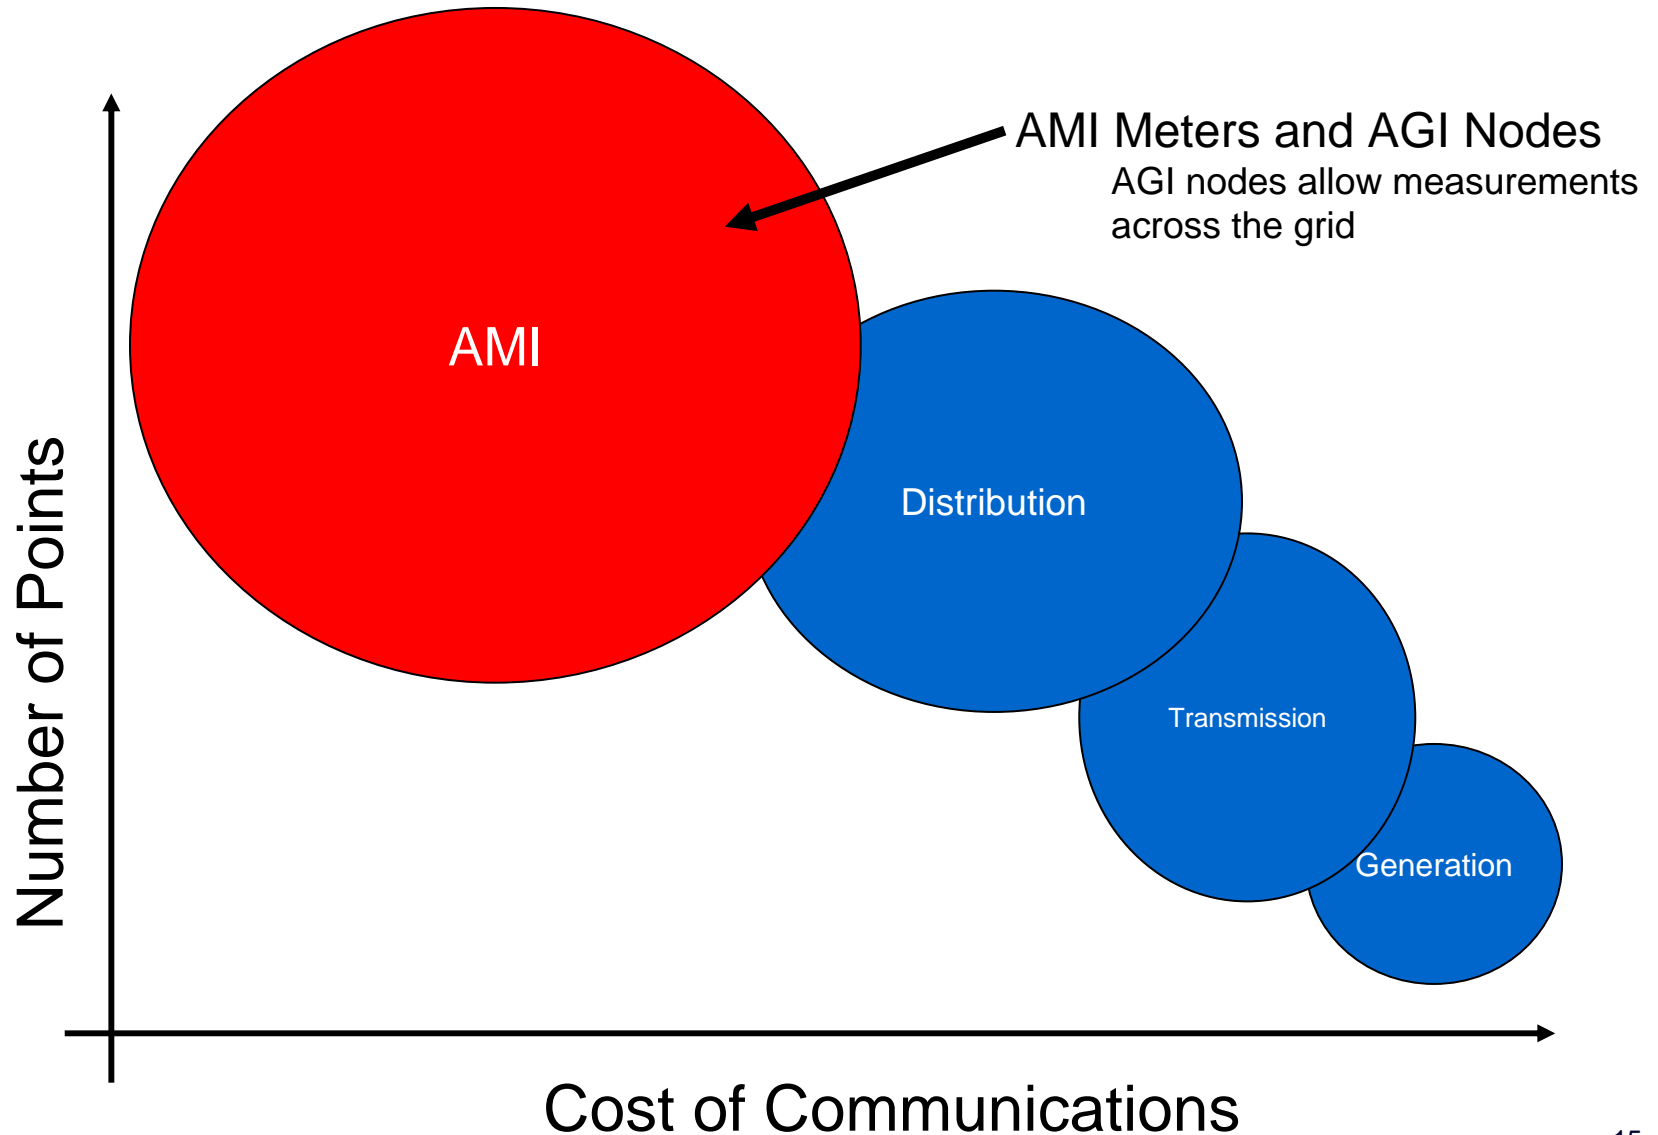 AMI Meters and AGI Nodes
AGI nodes allow measurements
across the grid
AMI
Distribution
Transmission
Generation
Number of Points
Cost of Communications